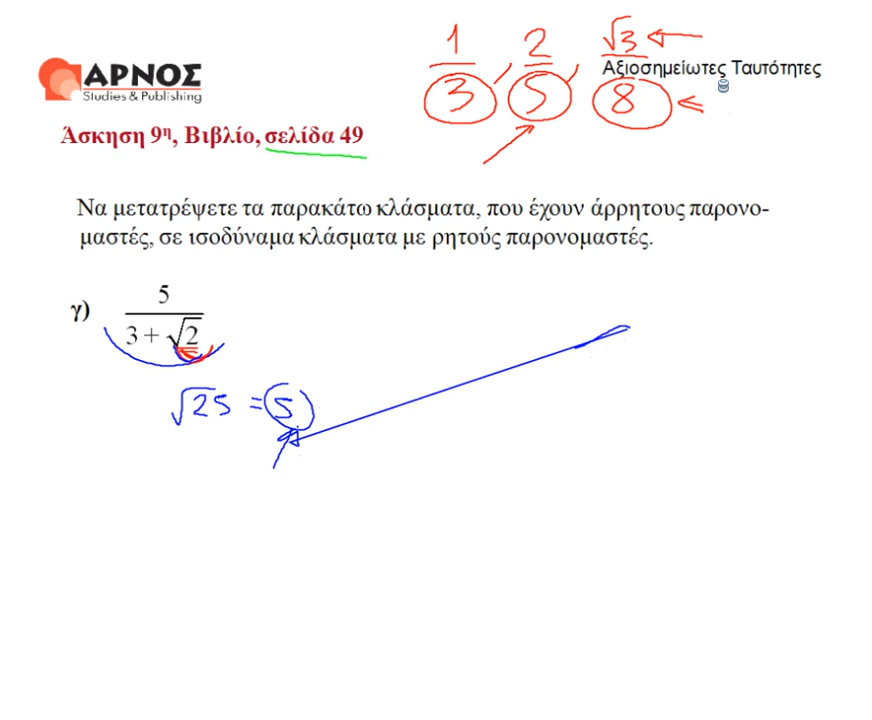 1/3 , 2/5 , √3/8
Αξιοσημείωτες Ταυτότητες
ΑΡΝΟΣ
Studies & Publishing
Άσκηση 9η, Βιβλίο, σελίδα 49
Να μετατρέψετε τα παρακάτω κλάσματα, που έχουν άρρητους παρονο-
μαστές, σε ισοδύναμα κλάσματα με ρητούς παρονομαστές.
γ) 5/(3 + √2)
√25 = 5